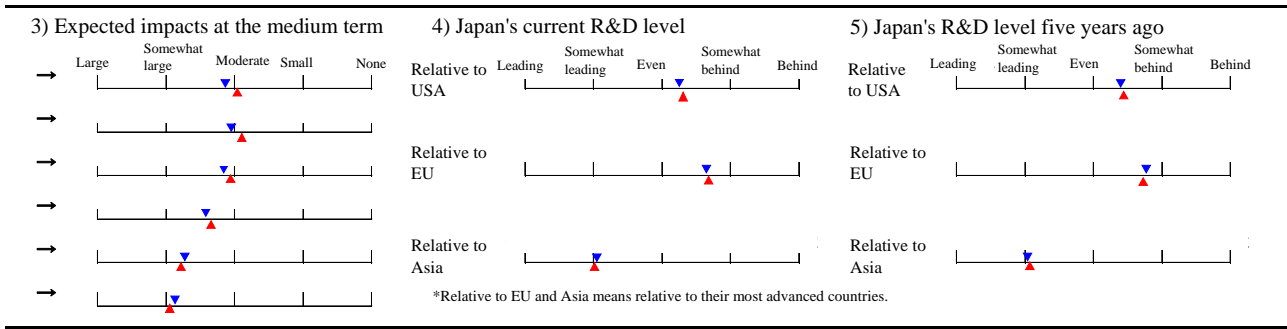 3) Expected impacts at the medium term
Large
Somewhat
large
Moderate
Small
None
4) Japan's current R&D level
Relative to
USA
Leading
Somewhat
leading
Even
Somewhat
behind
Behind
Relative to
EU
Relative to
Asia
*Relative to EU and Asia means relative to their most advanced countries.
5) Japan's R&D level five years ago
Relative
to USA
Leading
Somewhat
leading
Even
Somewhat
behind
Behind
Relative to
EU
Relative to
Asia